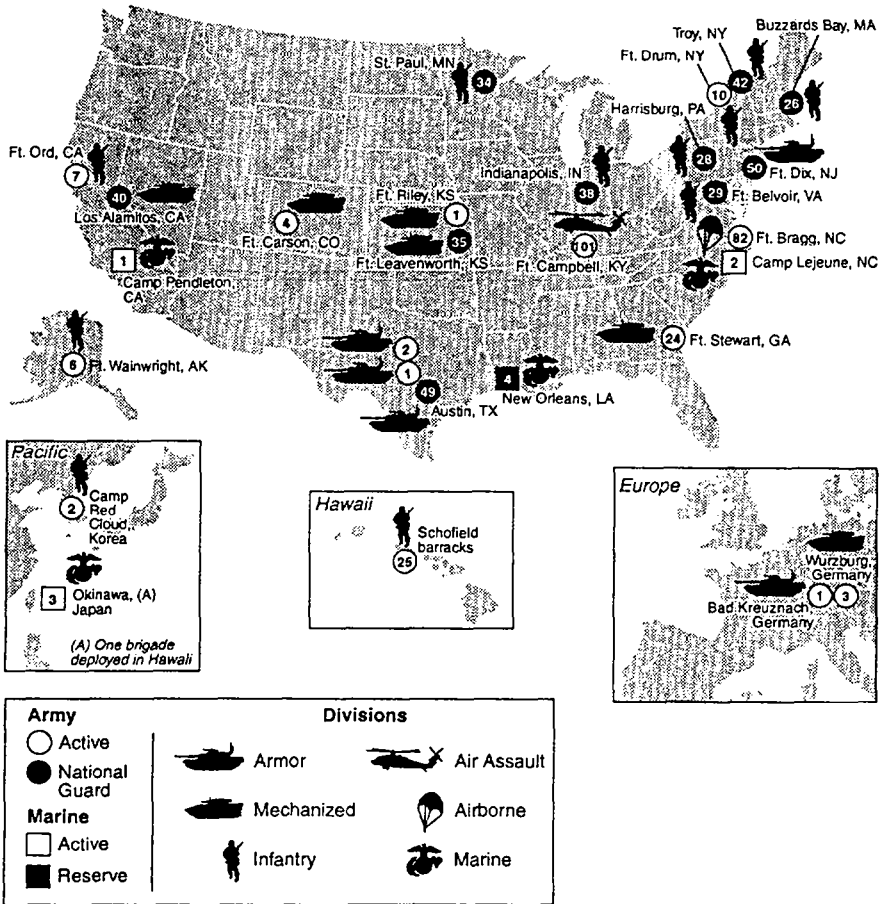 Troy, NY
Buzzards Bay, MA
Ft. Drum, NY
St. Paul, MN
34
42
10
26
Harrisburg, PA
Ft. Ord, CA
7
28
Indianapolis, IN
50
Ft. Dix, NJ
40
Los Alamitos, CA
38
29
Ft. Belvoir, VA
Ft. Riley, KS
1
4
Ft. Carson, CO
35
Ft. Leavenworth, KS
101
Ft. Campbell, KY
82
Ft. Bragg, NC
1
Camp Pendleton,
CA
2
Camp Lejeune, NC
24
Ft. Stewart, GA
6
Ft. Wainwright, AK
2
1
49
Austin, TX
4
New Orleans, LA
Pacific
2
Camp
Red
Cloud,
Korea
3
Okinawa, (A)
Japan
(A) One brigade
deployed in Hawaii
Hawaii
Schofield
barracks
25
Europe
Wurzburg,
Germany
Bad Kreuznach,
Germany
1
3
Army
Active
National
Guard
Marine
Active
Reserve
Divisions
Armor
Air Assault
Mechanized
Airborne
Infantry
Marine